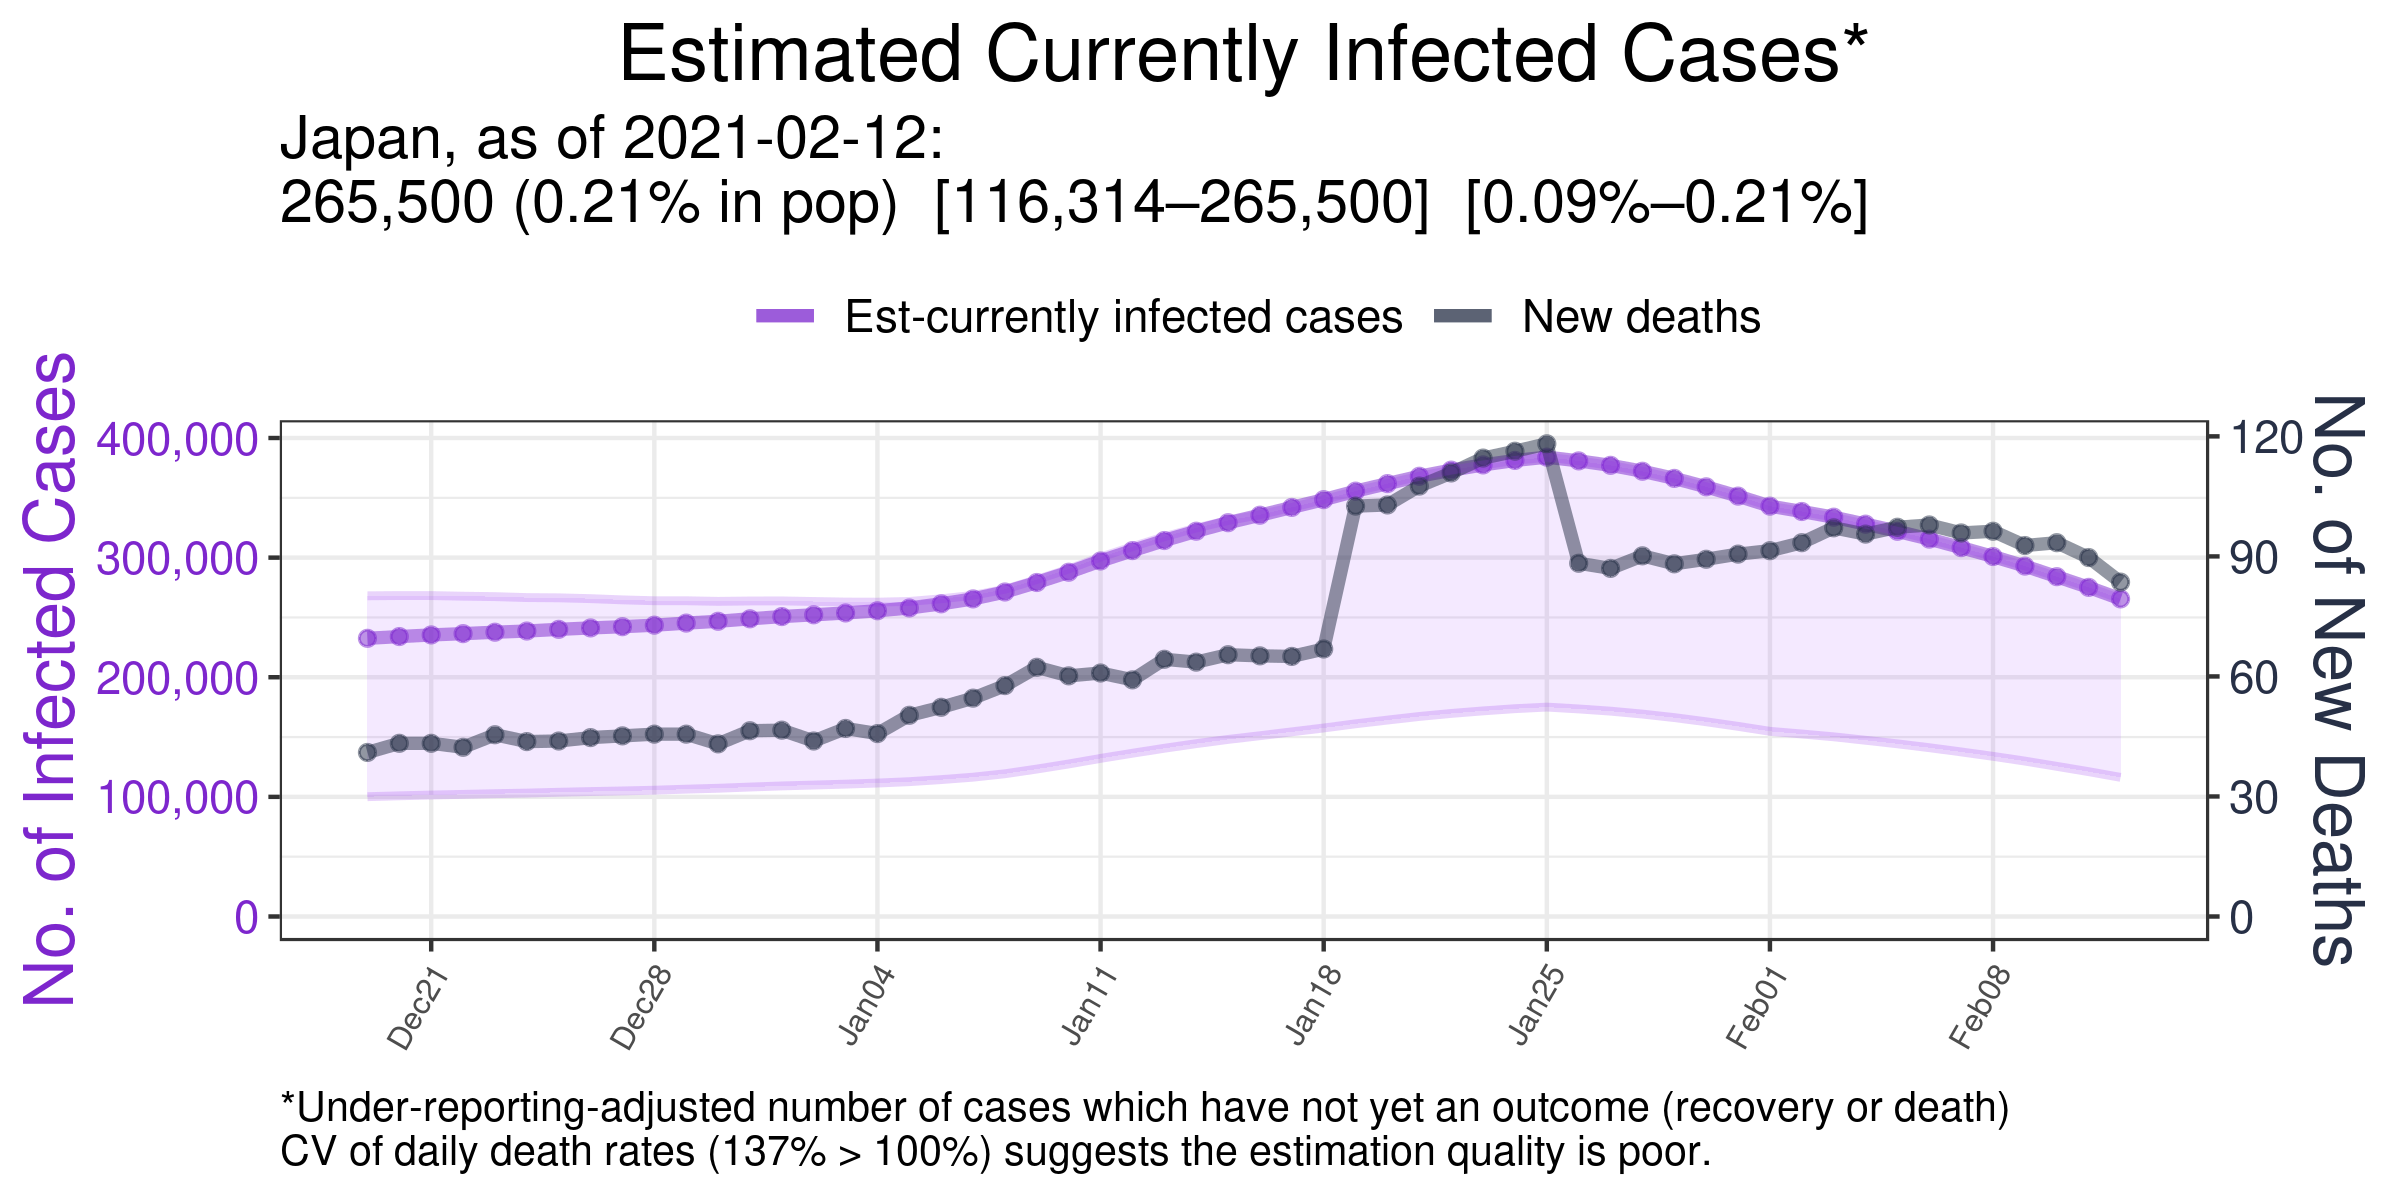 Estimated Currently Infected Cases*
Japan, as of 2021-02-12:
265,500 (0.21% in pop) [116,314–265,500] [0.09%–0.21%]
Est-currently infected cases
New deaths
No. of Infected Cases
400,000
300,000
200,000
100,000
0
120
90
60
30
0
No. of New Deaths
Dec21
Dec28
Jan04
Jan11
Jan18
Jan25
Feb01
Feb08
*Under-reporting-adjusted number of cases which have not yet an outcome (recovery or death)
CV of daily death rates (137% > 100%) suggests the estimation quality is poor.